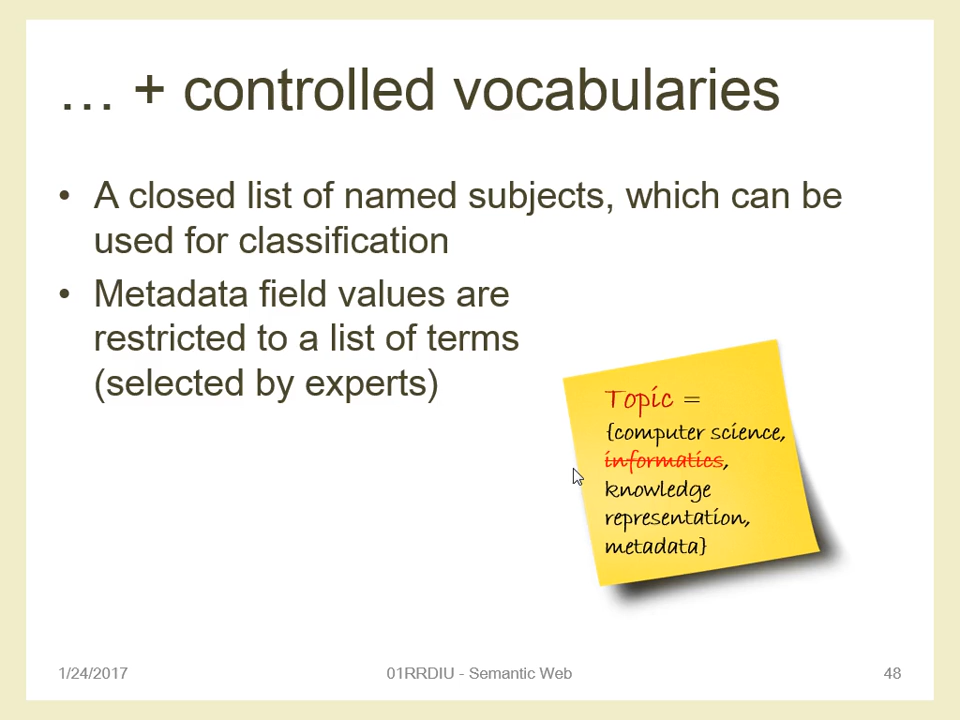 … + controlled vocabularies
• A closed list of named subjects, which can be
used for classification
• Metadata field values are
restricted to a list of terms
(selected by experts)
Topic =
{computer science,
informatics,
knowledge
representation,
metadata}
1/24/2017 01RRDIU - Semantic Web 48